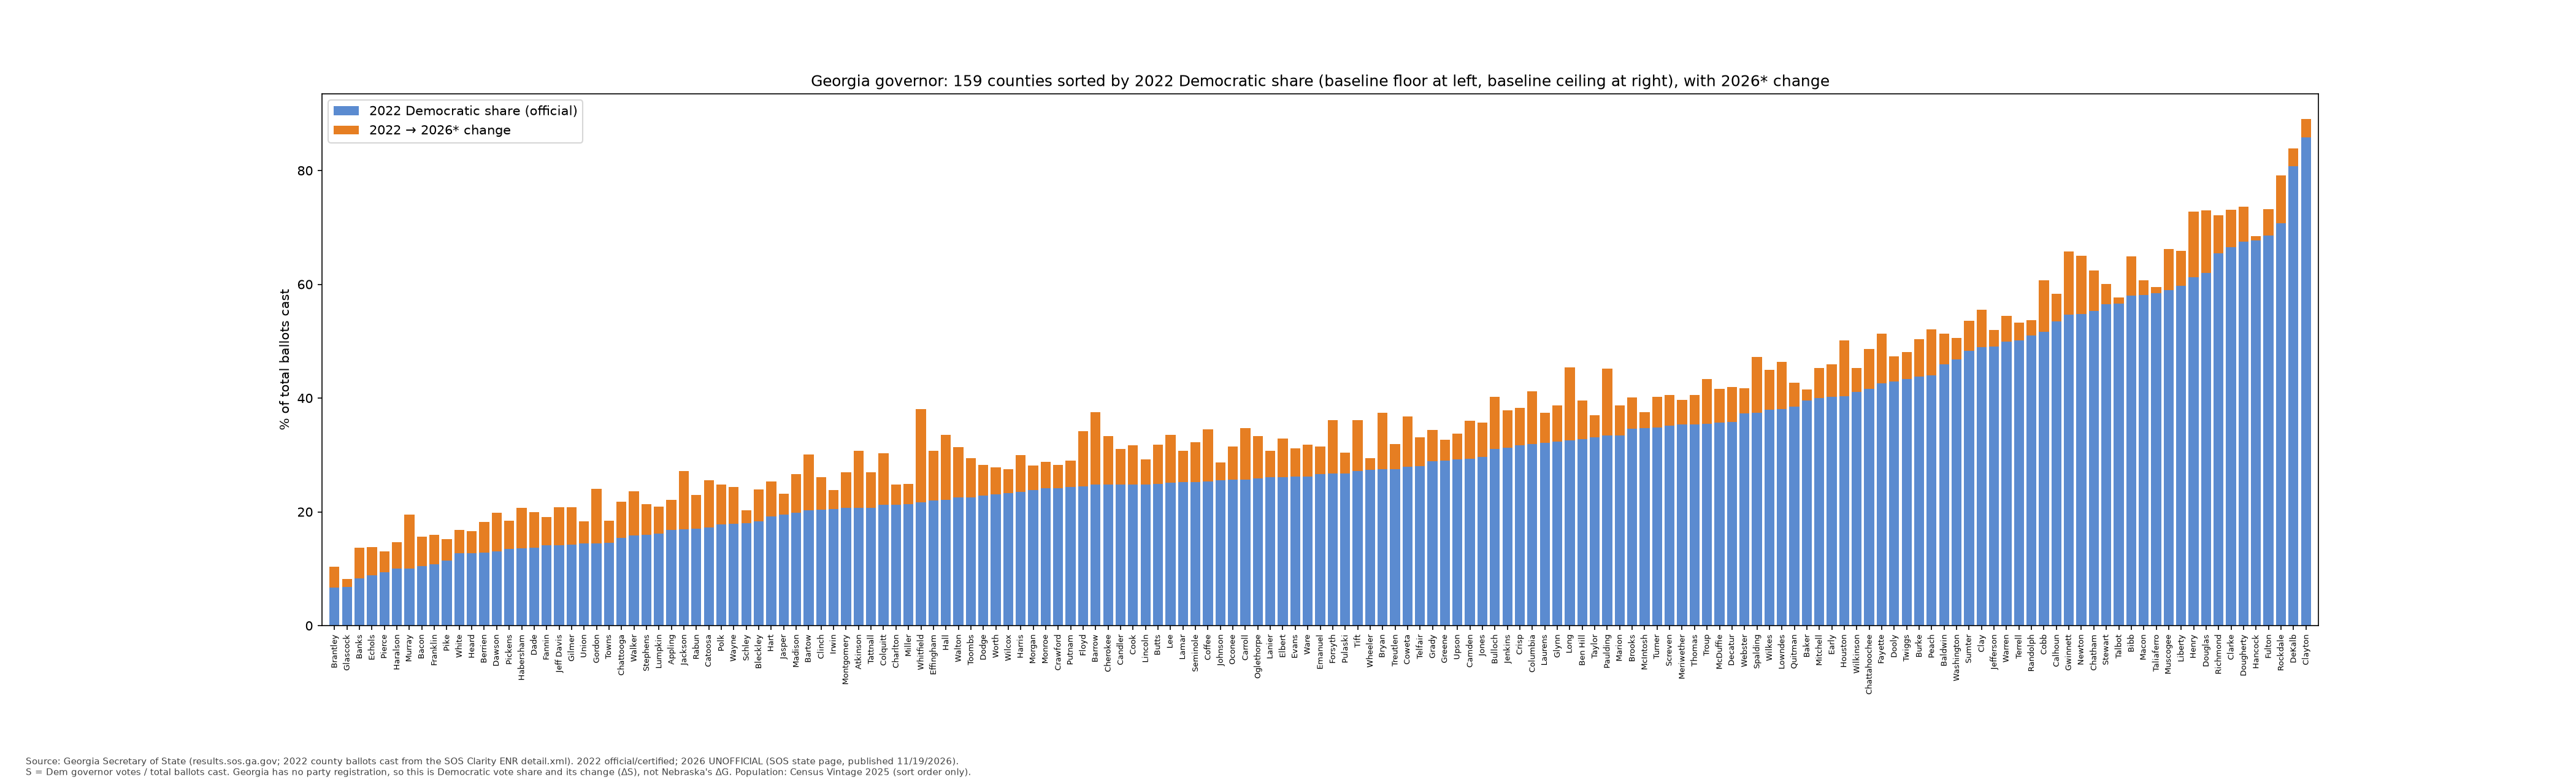 Georgia governor: 159 counties sorted by 2022 Democratic share (baseline floor at left, baseline ceiling at right), with 2026* change
2022 Democratic share (official)
2022 → 2026* change
% of total ballots cast
80
60
40
20
0
Brantley
Glascock
Banks
Echols
Pierce
Haralson
Murray
Bacon
Franklin
Pike
White
Heard
Berrien
Dawson
Pickens
Habersham
Dade
Fannin
Jeff Davis
Gilmer
Union
Gordon
Towns
Chattooga
Walker
Stephens
Lumpkin
Appling
Jackson
Rabun
Catoosa
Polk
Wayne
Schley
Bleckley
Hart
Jasper
Madison
Bartow
Clinch
Irwin
Montgomery
Atkinson
Tattnall
Colquitt
Charlton
Miller
Whitfield
Effingham
Hall
Walton
Toombs
Dodge
Worth
Wilcox
Harris
Morgan
Monroe
Crawford
Putnam
Floyd
Barrow
Cherokee
Candler
Cook
Lincoln
Butts
Lee
Lamar
Seminole
Coffee
Johnson
Oconee
Carroll
Oglethorpe
Lanier
Elbert
Evans
Ware
Emanuel
Forsyth
Pulaski
Tift
Wheeler
Bryan
Treutlen
Coweta
Telfair
Grady
Greene
Upson
Camden
Jones
Bulloch
Jenkins
Crisp
Columbia
Laurens
Glynn
Long
Ben Hill
Taylor
Paulding
Marion
Brooks
McIntosh
Turner
Screven
Meriwether
Thomas
Troup
McDuffie
Decatur
Webster
Spalding
Wilkes
Lowndes
Quitman
Baker
Mitchell
Early
Houston
Wilkinson
Chattahoochee
Fayette
Dooly
Twiggs
Burke
Peach
Baldwin
Washington
Sumter
Clay
Jefferson
Warren
Terrell
Randolph
Cobb
Calhoun
Gwinnett
Newton
Chatham
Stewart
Talbot
Bibb
Macon
Taliaferro
Muscogee
Liberty
Henry
Douglas
Richmond
Clarke
Dougherty
Hancock
Fulton
Rockdale
DeKalb
Clayton
Source: Georgia Secretary of State (results.sos.ga.gov; 2022 county ballots cast from the SOS Clarity ENR detail.xml). 2022 official/certified; 2026 UNOFFICIAL (SOS state page, published 11/19/2026).
S = Dem governor votes / total ballots cast. Georgia has no party registration, so this is Democratic vote share and its change (ΔS), not Nebraska's ΔG. Population: Census Vintage 2025 (sort order only).